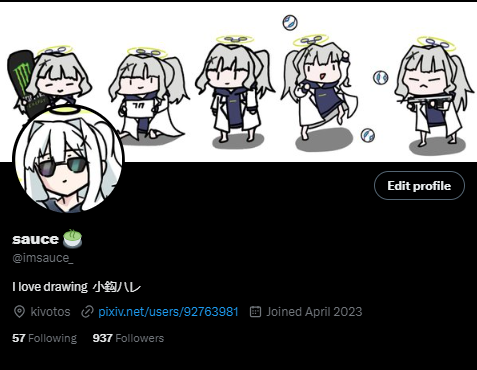 Edit profile
sauce 🍵
@imsauce_
I love drawing 小鈎ハレ
kivotos pixiv.net/users/92763981 Joined April 2023
57 Following 937 Followers